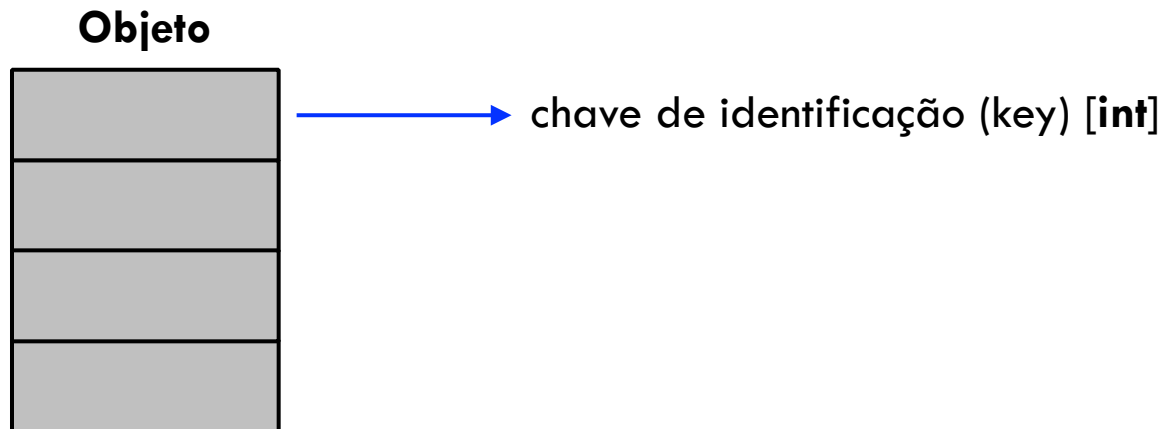 Objeto
chave de identificação (key) [int]